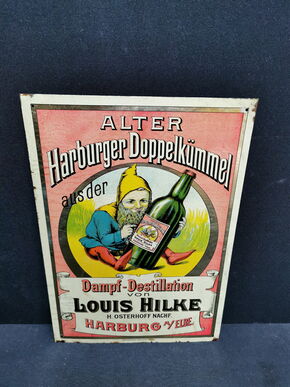 ALTER
Harburger Doppelkümmel
aus der
Dampf-Destillation
VON
LOUIS HILKE
H. OSTERHOFF NACHF.
HARBURG a/ ELBE.